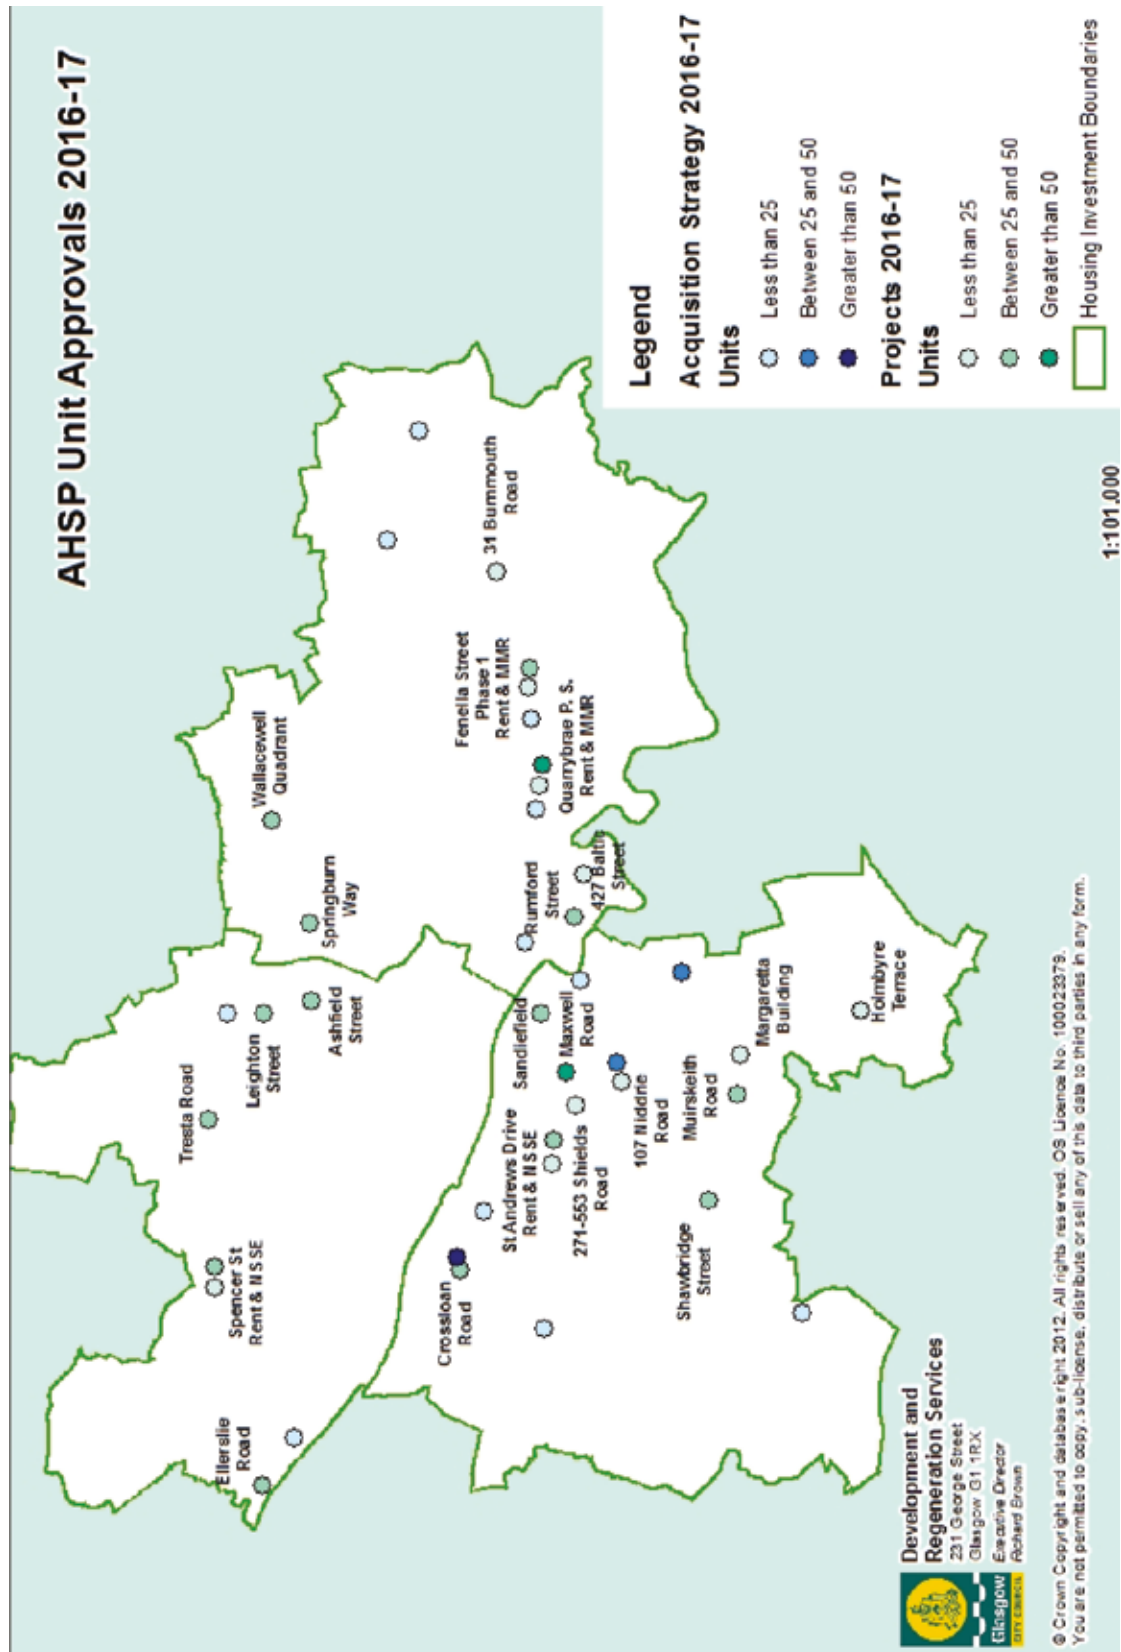 AHSP Unit Approvals 2016-17
Ellerslie
Road
Spencer St
Rent & NSSE
Tresta Road
Leighton
Street
Ashfield
Street
Springburn
Way
Wallacewell
Quadrant
Crossloan
Road
St Andrews Drive
Rent & NSSE
271-553 Shields
Road
Sandiefield
Maxwell
Road
Rumford
Street
427 Baltic
Street
Quarrybrae P. S.
Rent & MMR
Fenella Street
Phase 1
Rent & MMR
31 Burnmouth
Road
107 Niddrie
Road
Muirskeith
Road
Margaretta
Building
Shawbridge
Street
Holmbyre
Terrace
Legend
Acquisition Strategy 2016-17
Units
Less than 25
Between 25 and 50
Greater than 50
Projects 2016-17
Units
Less than 25
Between 25 and 50
Greater than 50
Housing Investment Boundaries
1:101,000
Glasgow
CITY COUNCIL
Development and
Regeneration Services
231 George Street
Glasgow G1 1RX
Executive Director
Richard Brown
© Crown Copyright and database right 2012. All rights reserved. OS Licence No. 100023379.
You are not permitted to copy, sub-license, distribute or sell any of this data to third parties in any form.